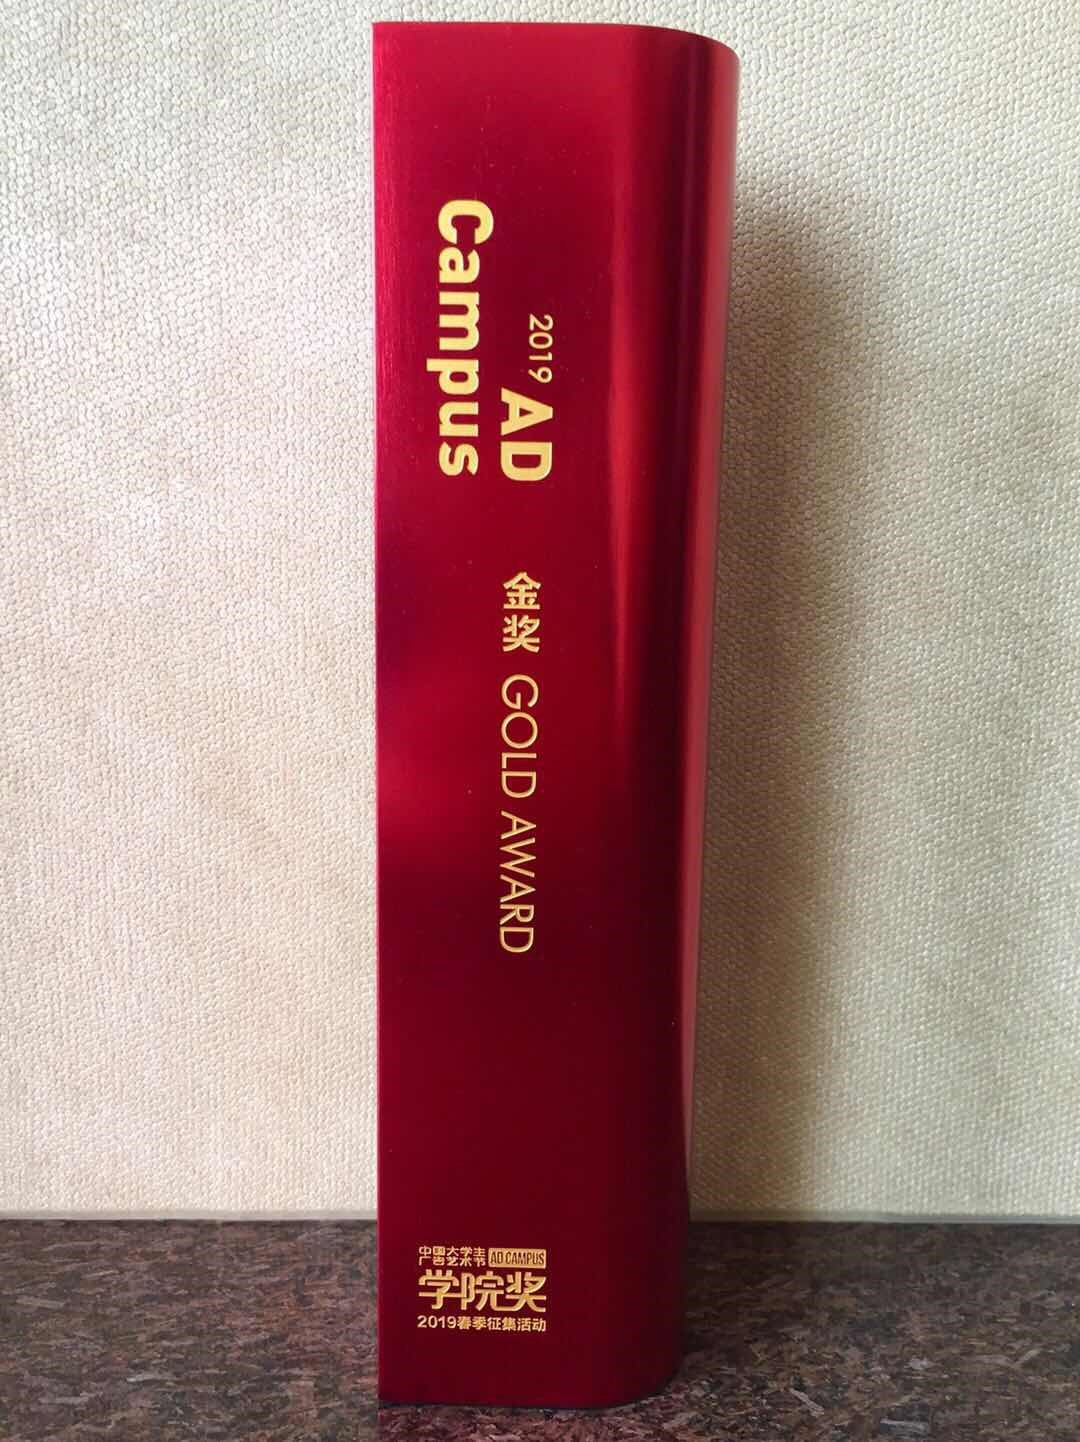 2019 AD
Campus
金奖 GOLD AWARD
中国大学生
广告艺术节 AD CAMPUS
学院奖
2019春季征集活动